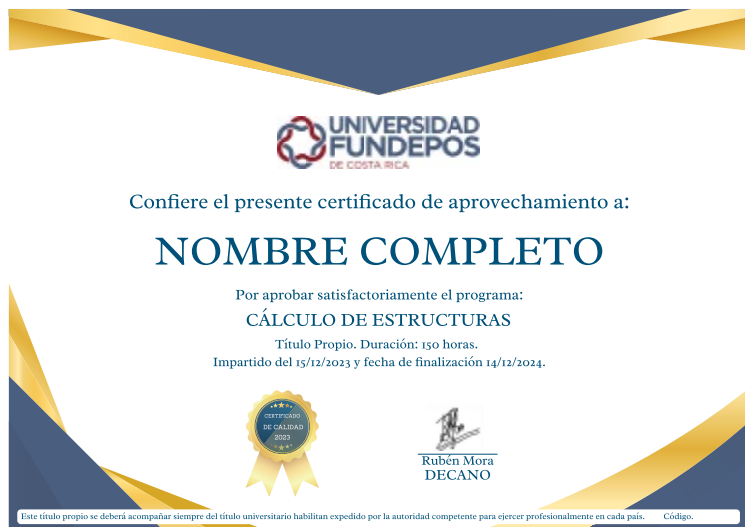 UNIVERSIDAD
FUNDEPOS
DE COSTA RICA
Confiere el presente certificado de aprovechamiento a:
NOMBRE COMPLETO
Por aprobar satisfactoriamente el programa:
CÁLCULO DE ESTRUCTURAS
Título Propio. Duración: 150 horas.
Impartido del 15/12/2023 y fecha de finalización 14/12/2024.
CERTIFICADO
DE CALIDAD
2023
Rubén Mora
DECANO
Este título propio se deberá acompañar siempre del título universitario habilitan expedido por la autoridad competente para ejercer profesionalmente en cada país. Código.